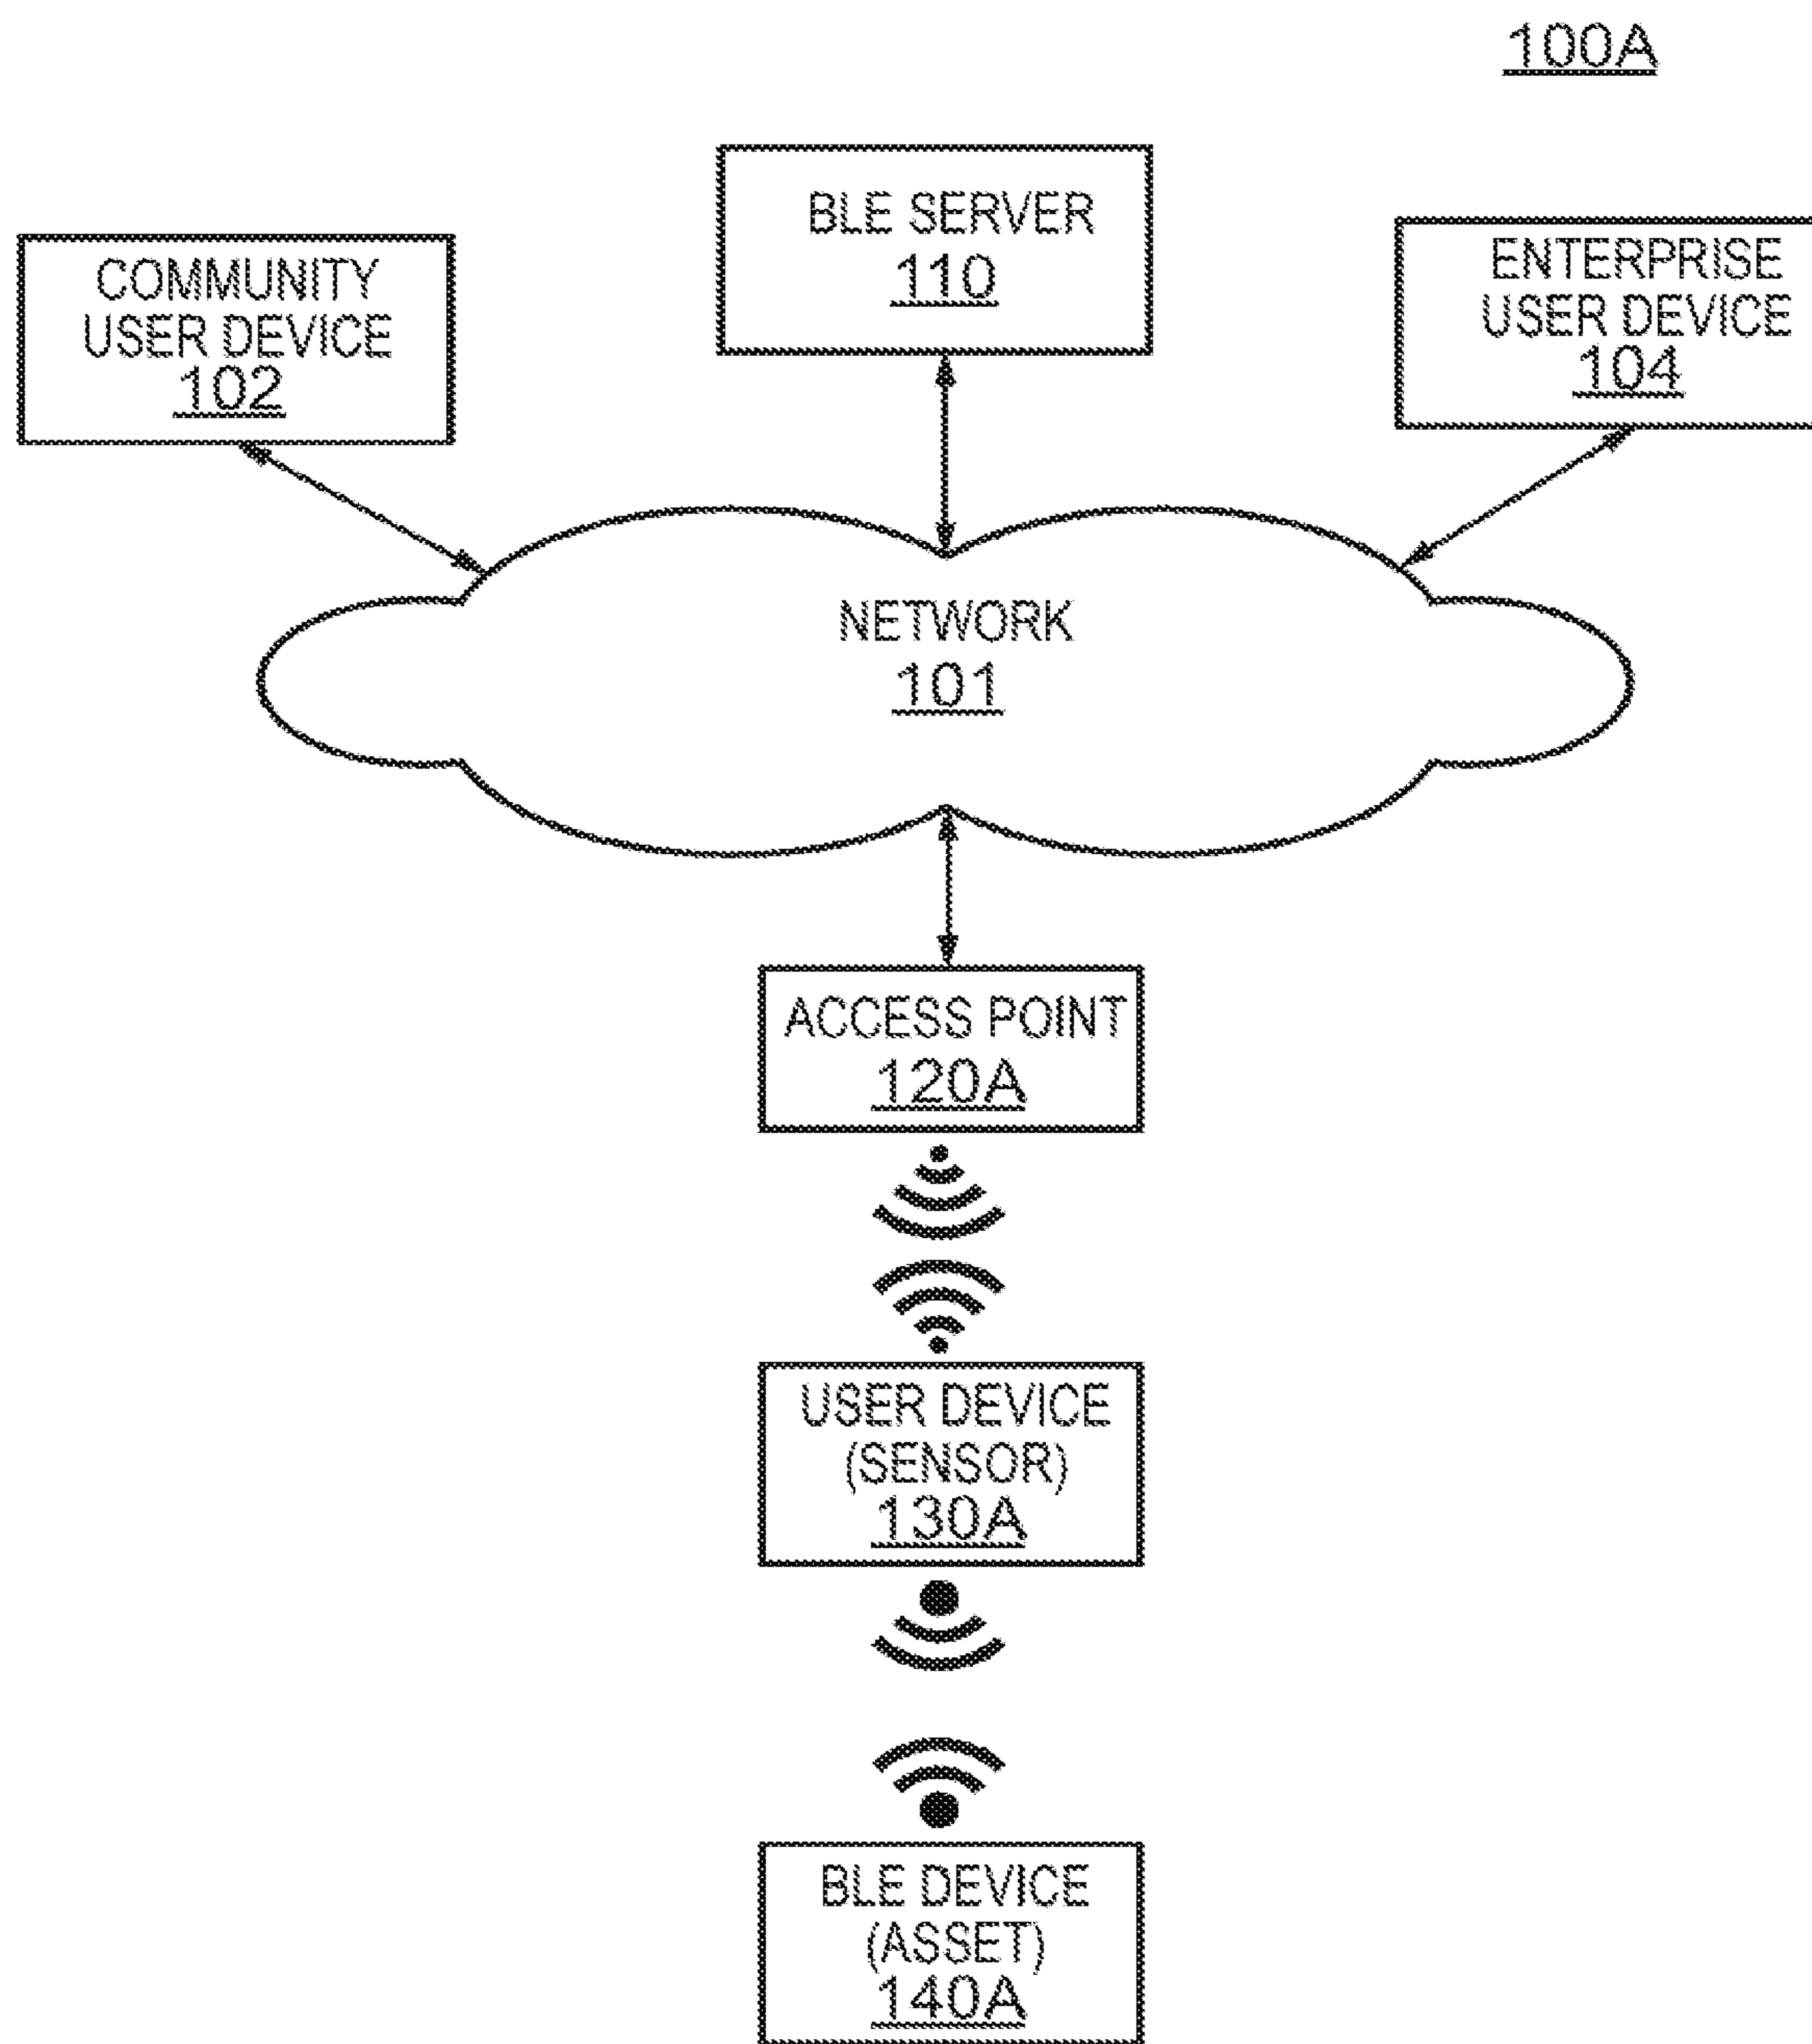 100A
COMMUNITY
USER DEVICE
102
BLE SERVER
110
ENTERPRISE
USER DEVICE
104
NETWORK
101
ACCESS POINT
120A
USER DEVICE
(SENSOR)
130A
BLE DEVICE
(ASSET)
140A